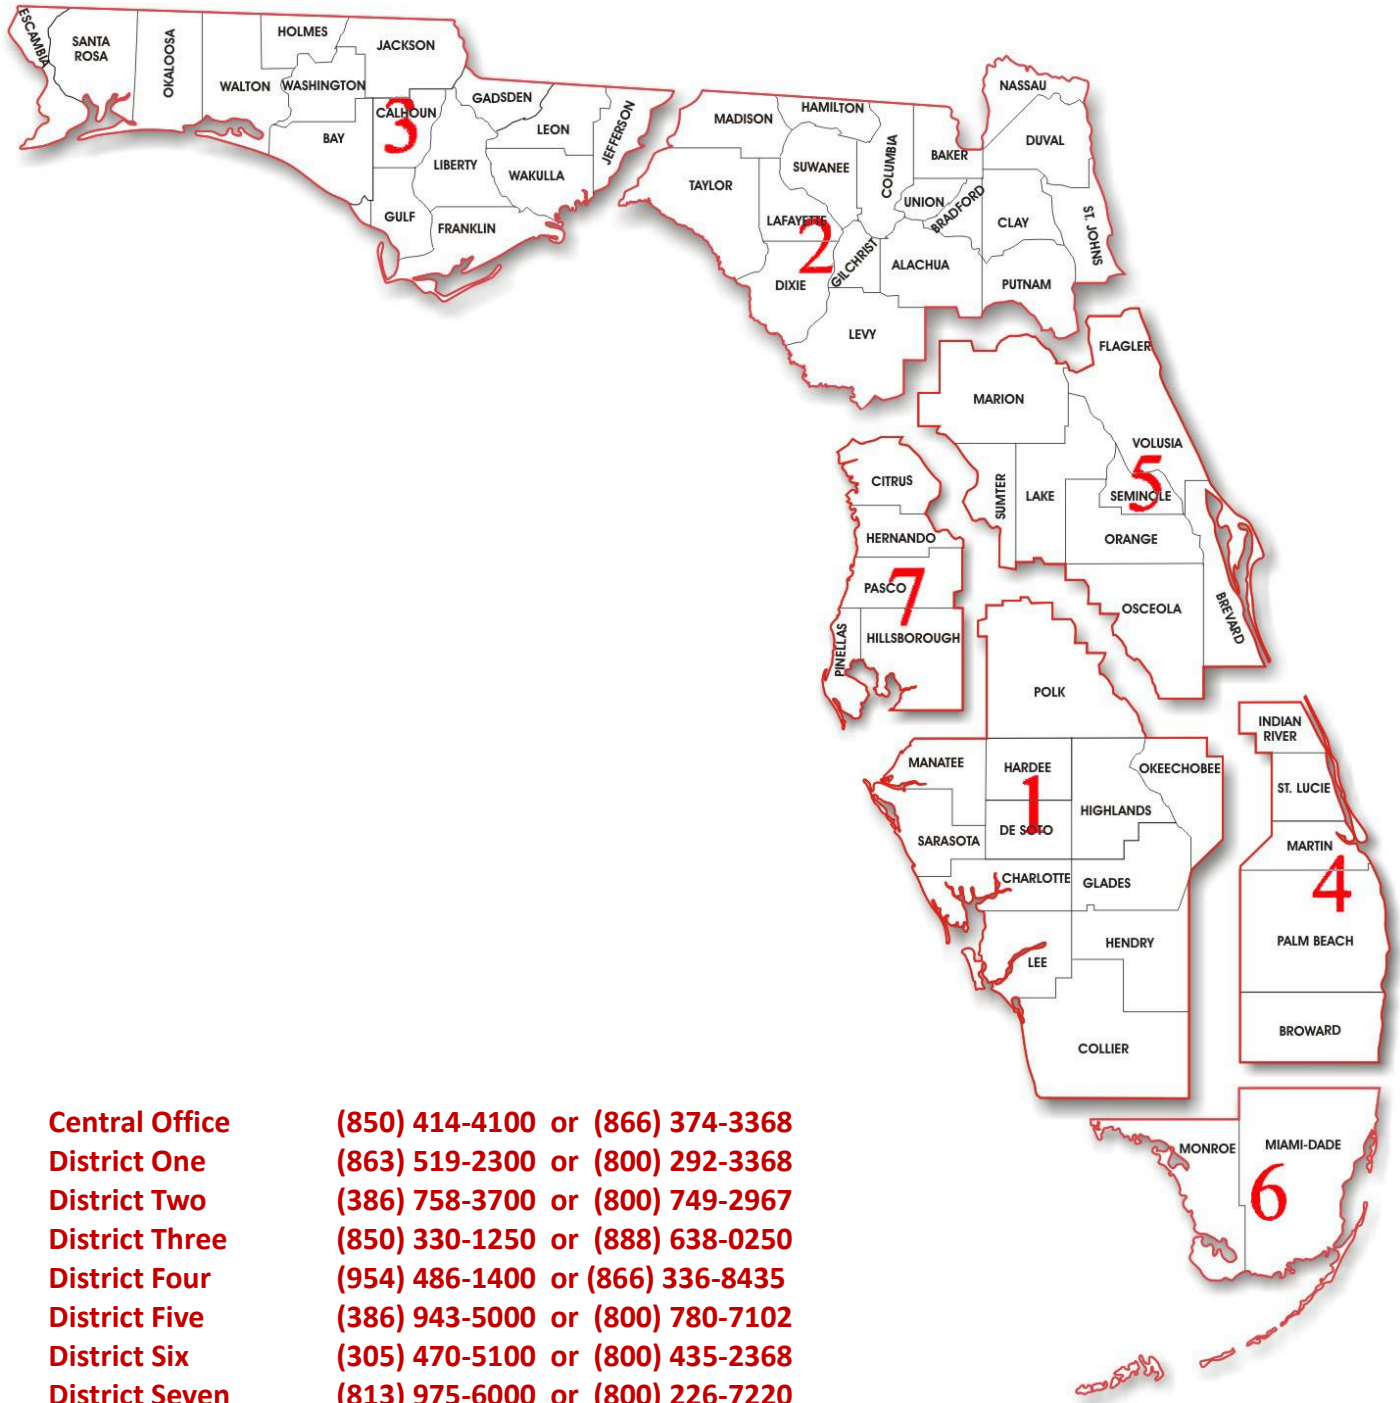 ESCAMBIA
SANTA
ROSA
OKALOOSA
WALTON
HOLMES
WASHINGTON
JACKSON
BAY
CALHOUN
3
GULF
LIBERTY
GADSDEN
FRANKLIN
LEON
WAKULLA
JEFFERSON
MADISON
HAMILTON
TAYLOR
SUWANEE
LAFAYETTE
2
DIXIE
COLUMBIA
GILCHRIST
LEVY
BAKER
UNION
BRADFORD
ALACHUA
NASSAU
DUVAL
CLAY
ST. JOHNS
PUTNAM
FLAGLER
MARION
VOLUSIA
5
SUMTER
LAKE
SEMINOLE
ORANGE
OSCEOLA
BREVARD
CITRUS
HERNANDO
PASCO
7
PINELLAS
HILLSBOROUGH
POLK
MANATEE
HARDEE
OKEECHOBEE
1
HIGHLANDS
DE SOTO
SARASOTA
CHARLOTTE
GLADES
LEE
HENDRY
COLLIER
INDIAN
RIVER
ST. LUCIE
MARTIN
4
PALM BEACH
BROWARD
MONROE
MIAMI-DADE
6
Central Office (850) 414-4100 or (866) 374-3368
District One (863) 519-2300 or (800) 292-3368
District Two (386) 758-3700 or (800) 749-2967
District Three (850) 330-1250 or (888) 638-0250
District Four (954) 486-1400 or (866) 336-8435
District Five (386) 943-5000 or (800) 780-7102
District Six (305) 470-5100 or (800) 435-2368
District Seven (813) 975-6000 or (800) 226-7220